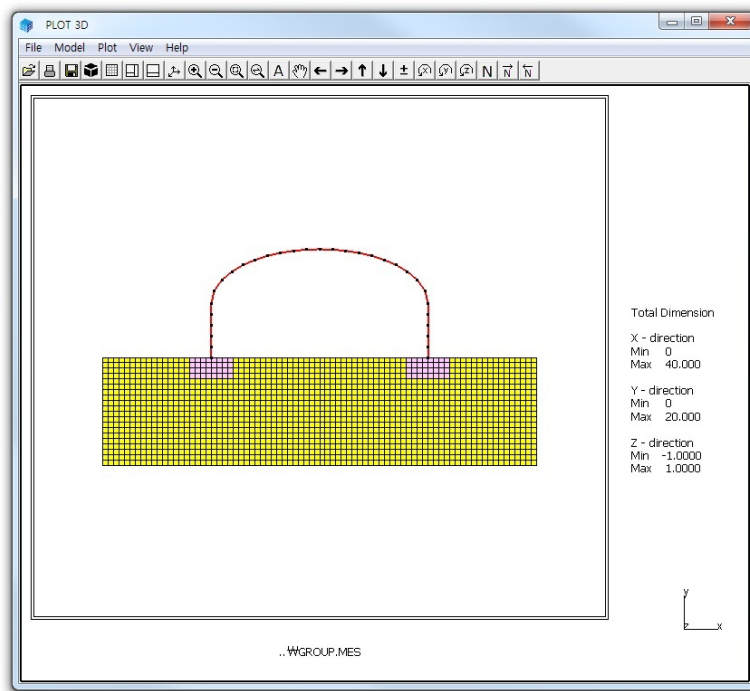 PLOT 3D
File Model Plot View Help
A x y z N N N
Total Dimension
X - direction
Min 0
Max 40.000
Y - direction
Min 0
Max 20.000
Z - direction
Min -1.0000
Max 1.0000
y
z x
..₩GROUP.MES